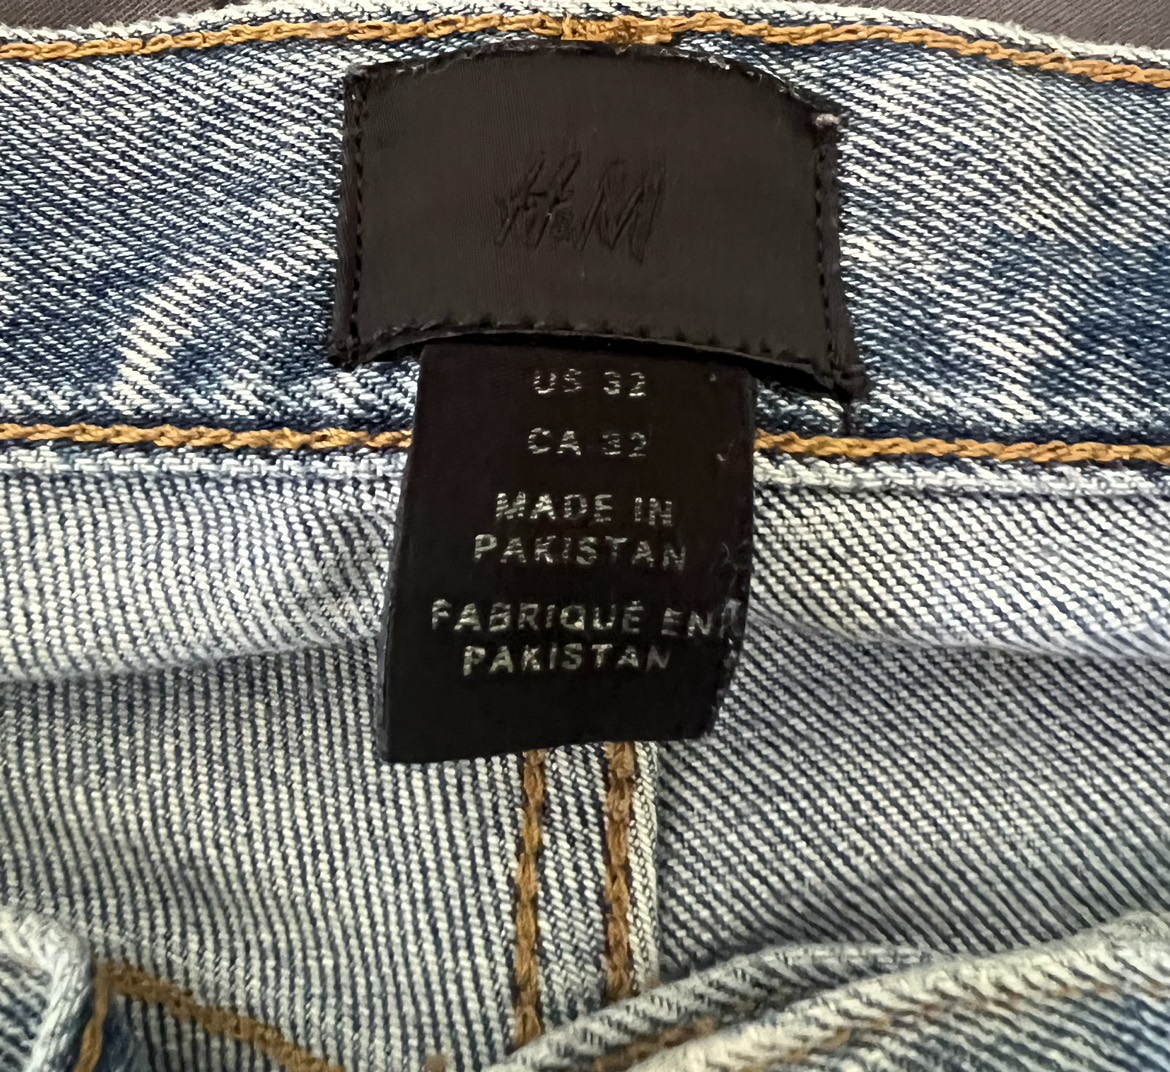 H&M
US 32
CA 32
MADE IN
PAKISTAN
FABRIQUÉ EN
PAKISTAN